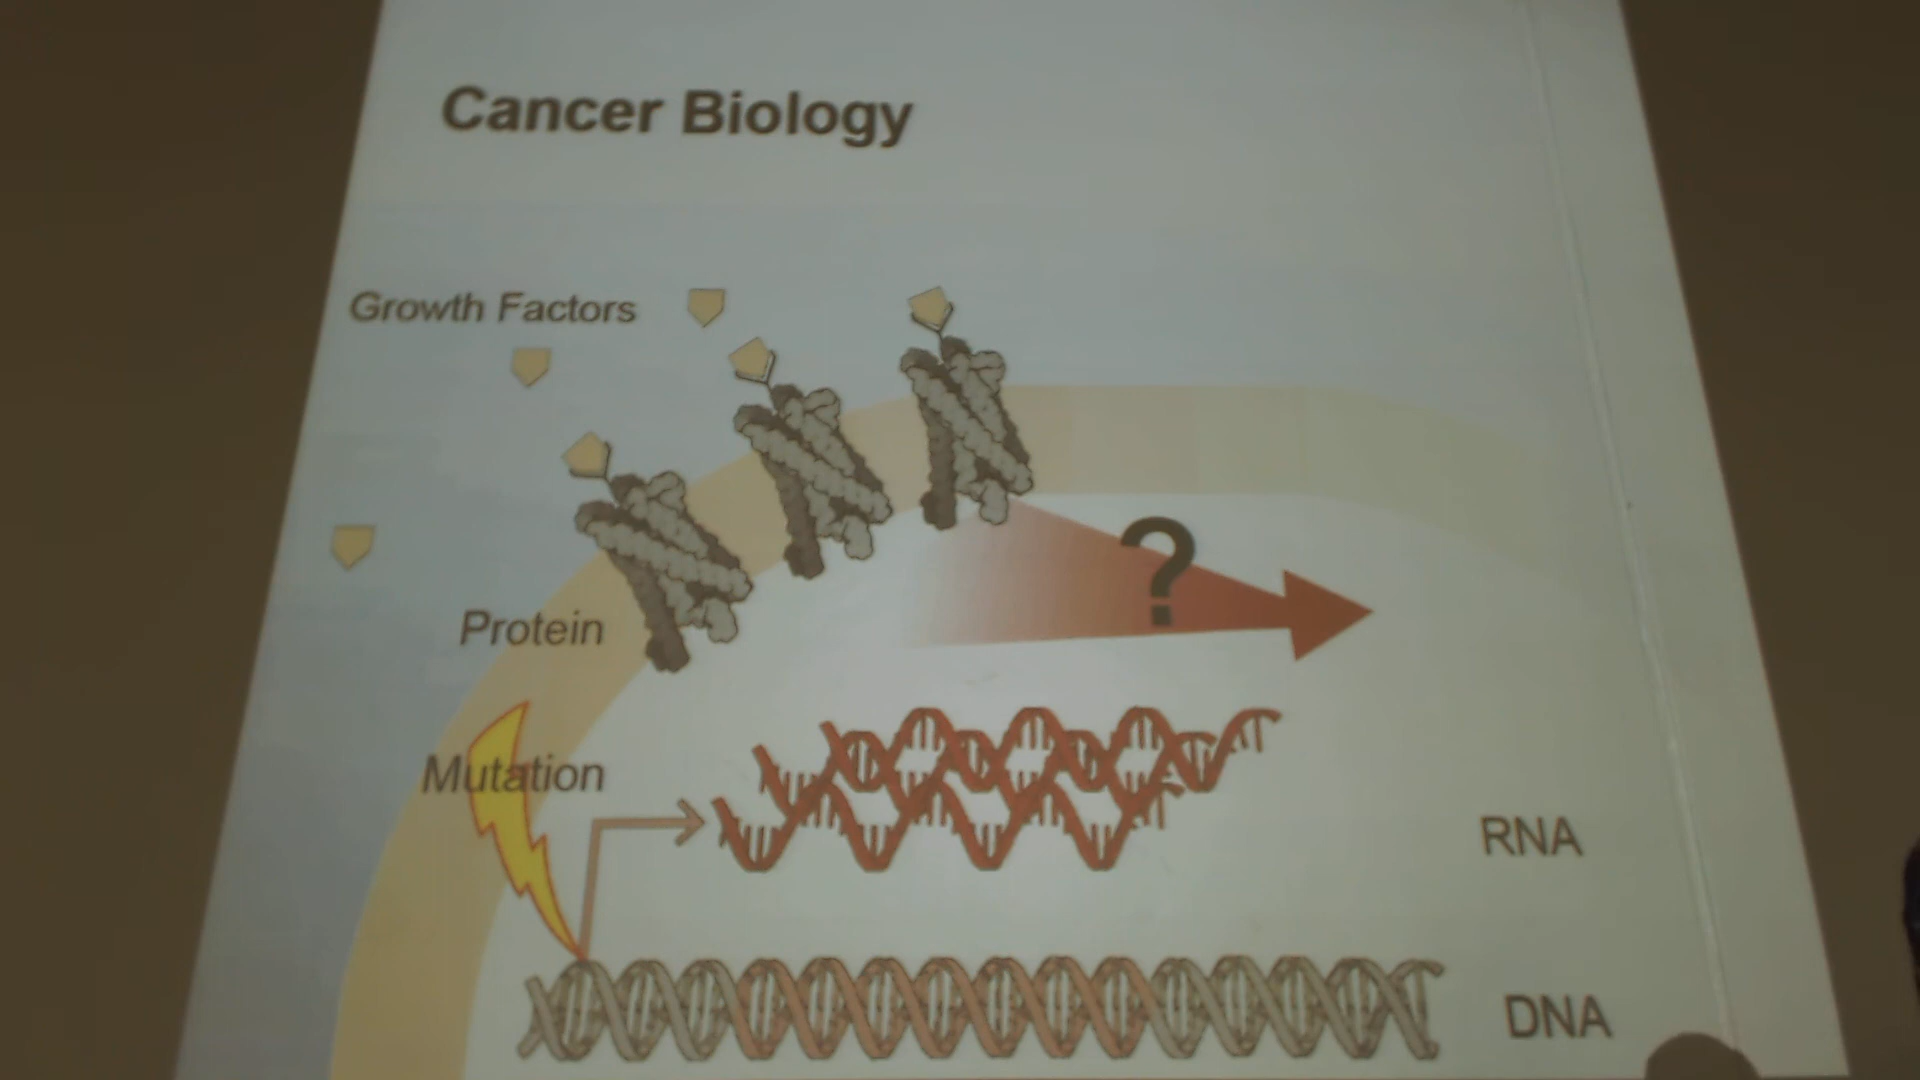 Cancer Biology
Growth Factors
?
Protein
Mutation
RNA
DNA